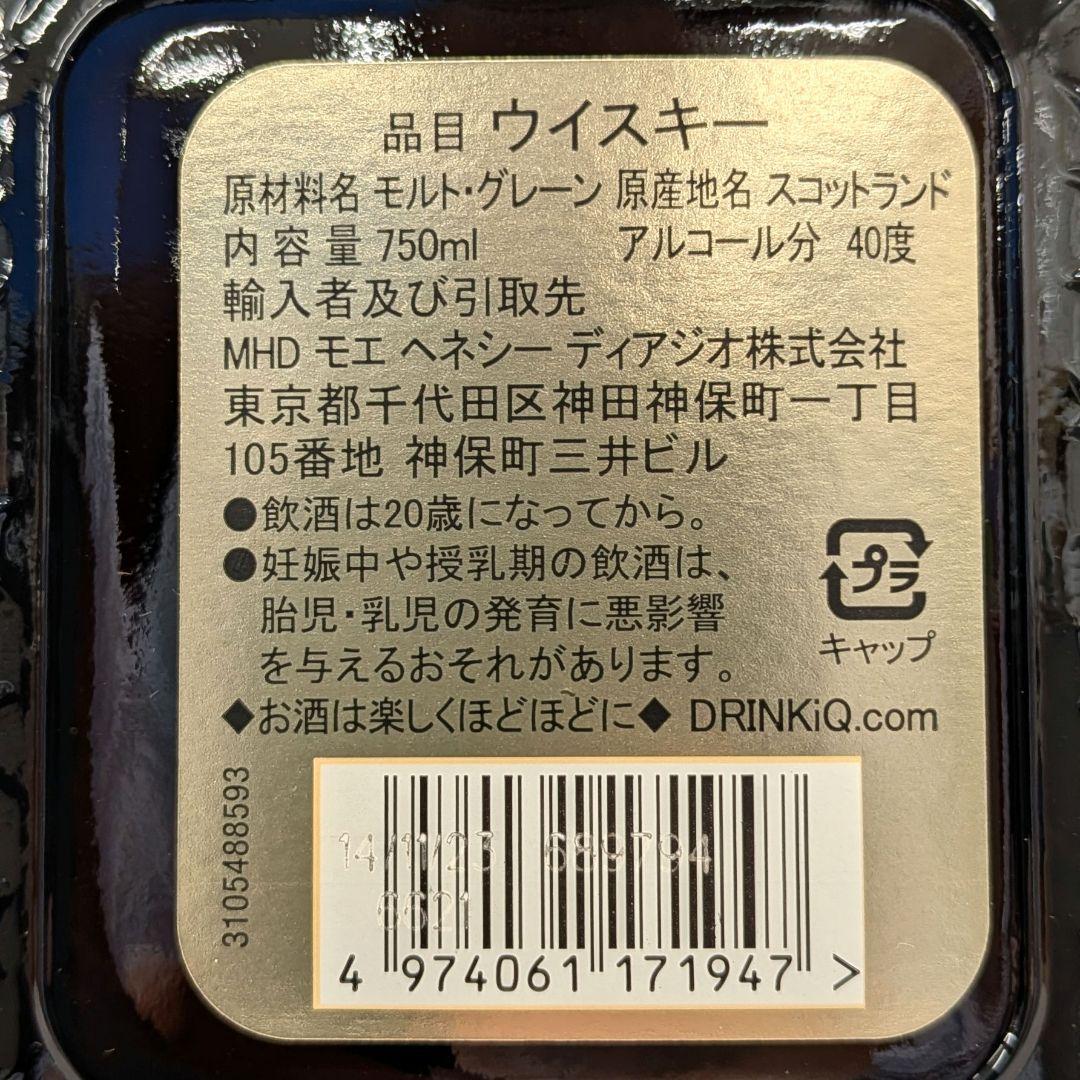 品目 ウイスキー
原材料名 モルト・グレーン 原産地名 スコットランド
内容量 750ml アルコール分 40度
輸入者及び引取先
MHD モエ ヘネシー ディアジオ株式会社
東京都千代田区神田神保町一丁目
105番地 神保町三井ビル
●飲酒は20歳になってから。
●妊娠中や授乳期の飲酒は、
胎児・乳児の発育に悪影響
を与えるおそれがあります。
プラ
キャップ
◆お酒は楽しくほどほどに◆ DRINKiQ.com
3105488593
14/11/23 689794
6621
4 974061 171947 >